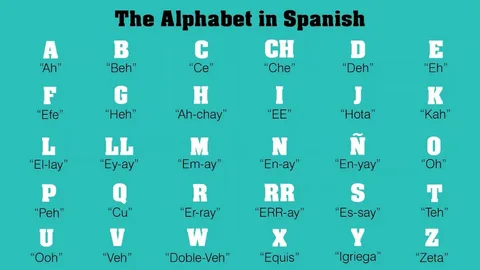 The Alphabet in Spanish
A B C CH D E
“Ah” “Beh” “Ce” “Che” “Deh” “Eh”
F G H I J K
“Efe” “Heh” “Ah-chay” “EE” “Hota” “Kah”
L LL M N Ñ O
“El-lay” “Ey-ay” “Em-ay” “En-ay” “En-yay” “Oh”
P Q R RR S T
“Peh” “Cu” “Er-ray” “ERR-ay” “Es-say” “Teh”
U V W X Y Z
“Ooh” “Veh” “Doble-Veh” “Equis” “Igriega” “Zeta”